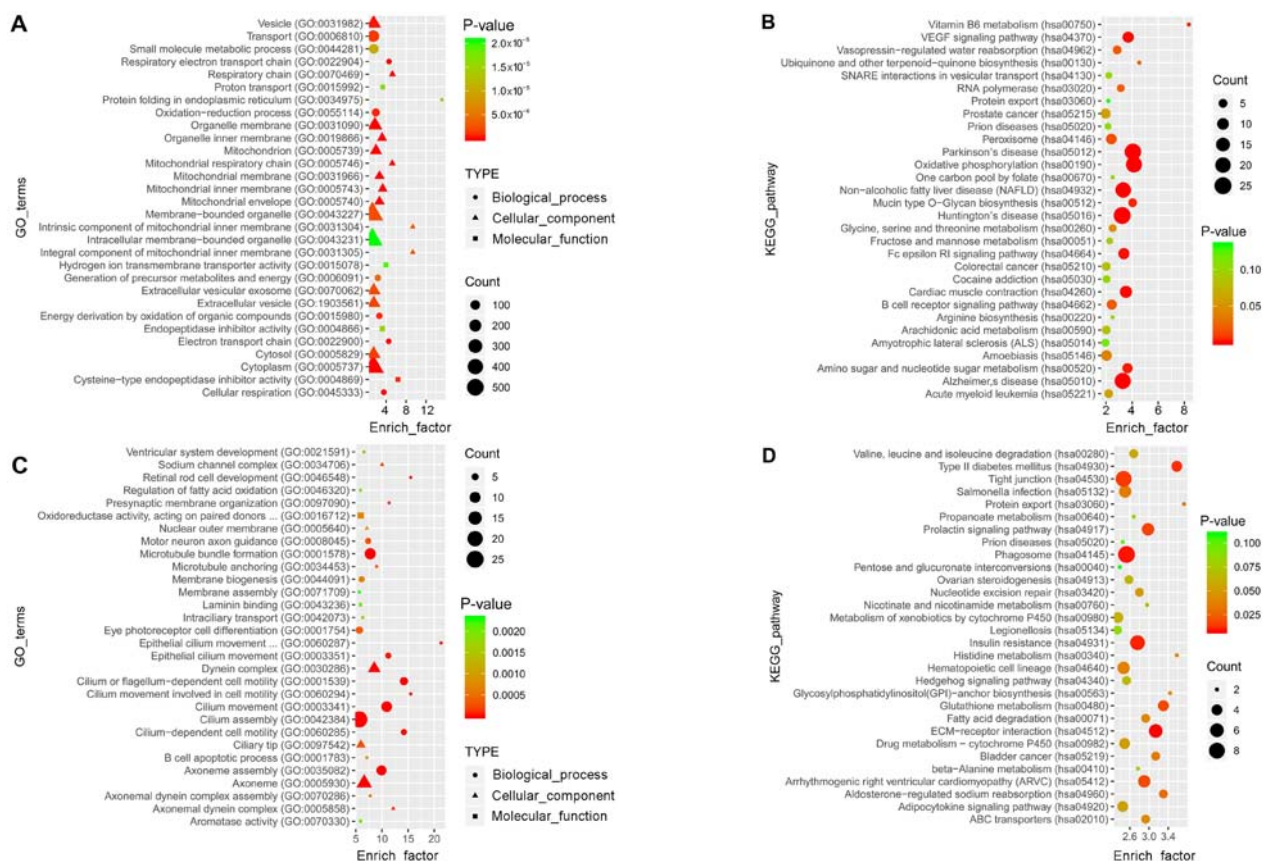 A
GO_terms
Vesicle (GO:0031982)
Transport (GO:0006810)
Small molecule metabolic process (GO:0044281)
Respiratory electron transport chain (GO:0022904)
Respiratory chain (GO:0070469)
Proton transport (GO:0015992)
Protein folding in endoplasmic reticulum (GO:0034975)
Oxidation-reduction process (GO:0055114)
Organelle membrane (GO:0031090)
Organelle inner membrane (GO:0019866)
Mitochondrion (GO:0005739)
Mitochondrial respiratory chain (GO:0005746)
Mitochondrial membrane (GO:0031966)
Mitochondrial inner membrane (GO:0005743)
Mitochondrial envelope (GO:0005740)
Membrane-bounded organelle (GO:0043227)
Intrinsic component of mitochondrial inner membrane (GO:0031304)
Intracellular membrane-bounded organelle (GO:0043231)
Integral component of mitochondrial inner membrane (GO:0031305)
Hydrogen ion transmembrane transporter activity (GO:0015078)
Generation of precursor metabolites and energy (GO:0006091)
Extracellular vesicular exosome (GO:0070062)
Extracellular vesicle (GO:1903561)
Energy derivation by oxidation of organic compounds (GO:0015980)
Endopeptidase inhibitor activity (GO:0004866)
Electron transport chain (GO:0022900)
Cytosol (GO:0005829)
Cytoplasm (GO:0005737)
Cysteine-type endopeptidase inhibitor activity (GO:0004869)
Cellular respiration (GO:0045333)
4 8 12
Enrich_factor
P-value
TYPE
Biological_process
Cellular_component
Molecular_function
Count
100
200
300
400
500
B
KEGG_pathway
Vitamin B6 metabolism (hsa00750)
VEGF signaling pathway (hsa04370)
Vasopressin-regulated water reabsorption (hsa04962)
Ubiquinone and other terpenoid-quinone biosynthesis (hsa00130)
SNARE interactions in vesicular transport (hsa04130)
RNA polymerase (hsa03020)
Protein export (hsa03060)
Prostate cancer (hsa05215)
Prion diseases (hsa05020)
Peroxisome (hsa04146)
Parkinson's disease (hsa05012)
Oxidative phosphorylation (hsa00190)
One carbon pool by folate (hsa00670)
Non-alcoholic fatty liver disease (NAFLD) (hsa04932)
Mucin type O-Glycan biosynthesis (hsa00512)
Huntington's disease (hsa05016)
Glycine, serine and threonine metabolism (hsa00260)
Fructose and mannose metabolism (hsa00051)
Fc epsilon RI signaling pathway (hsa04664)
Colorectal cancer (hsa05210)
Cocaine addiction (hsa05030)
Cardiac muscle contraction (hsa04260)
B cell receptor signaling pathway (hsa04662)
Arginine biosynthesis (hsa00220)
Arachidonic acid metabolism (hsa00590)
Amyotrophic lateral sclerosis (ALS) (hsa05014)
Amoebiasis (hsa05146)
Amino sugar and nucleotide sugar metabolism (hsa00520)
Alzheimer,s disease (hsa05010)
Acute myeloid leukemia (hsa05221)
2 4 6 8
Enrich_factor
Count
5
10
15
20
25
P-value
0.10
0.05
C
GO_terms
Ventricular system development (GO:0021591)
Sodium channel complex (GO:0034706)
Retinal rod cell development (GO:0046548)
Regulation of fatty acid oxidation (GO:0046320)
Presynaptic membrane organization (GO:0097090)
Oxidoreductase activity, acting on paired donors ... (GO:0016712)
Nuclear outer membrane (GO:0005640)
Motor neuron axon guidance (GO:0008045)
Microtubule bundle formation (GO:0001578)
Microtubule anchoring (GO:0034453)
Membrane biogenesis (GO:0044091)
Membrane assembly (GO:0071709)
Laminin binding (GO:0043236)
Intraciliary transport (GO:0042073)
Eye photoreceptor cell differentiation (GO:0001754)
Epithelial cilium movement ... (GO:0060287)
Epithelial cilium movement (GO:0003351)
Dynein complex (GO:0030286)
Cilium or flagellum-dependent cell motility (GO:0001539)
Cilium movement involved in cell motility (GO:0060294)
Cilium movement (GO:0003341)
Cilium assembly (GO:0042384)
Cilium-dependent cell motility (GO:0060285)
Ciliary tip (GO:0097542)
B cell apoptotic process (GO:0001783)
Axoneme assembly (GO:0035082)
Axoneme (GO:0005930)
Axonemal dynein complex assembly (GO:0070286)
Axonemal dynein complex (GO:0005858)
Aromatase activity (GO:0070330)
5 10 15 20
Enrich_factor
Count
5
10
15
20
25
P-value
0.0020
0.0015
0.0010
0.0005
TYPE
Biological_process
Cellular_component
Molecular_function
D
KEGG_pathway
Valine, leucine and isoleucine degradation (hsa00280)
Type II diabetes mellitus (hsa04930)
Tight junction (hsa04530)
Salmonella infection (hsa05132)
Protein export (hsa03060)
Propanoate metabolism (hsa00640)
Prolactin signaling pathway (hsa04917)
Prion diseases (hsa05020)
Phagosome (hsa04145)
Pentose and glucuronate interconversions (hsa00040)
Ovarian steroidogenesis (hsa04913)
Nucleotide excision repair (hsa03420)
Nicotinate and nicotinamide metabolism (hsa00760)
Metabolism of xenobiotics by cytochrome P450 (hsa00980)
Legionellosis (hsa05134)
Insulin resistance (hsa04931)
Histidine metabolism (hsa00340)
Hematopoietic cell lineage (hsa04640)
Hedgehog signaling pathway (hsa04340)
Glycosylphosphatidylinositol(GPI)-anchor biosynthesis (hsa00563)
Glutathione metabolism (hsa00480)
Fatty acid degradation (hsa00071)
ECM-receptor interaction (hsa04512)
Drug metabolism − cytochrome P450 (hsa00982)
Bladder cancer (hsa05219)
beta-Alanine metabolism (hsa00410)
Arrhythmogenic right ventricular cardiomyopathy (ARVC) (hsa05412)
Aldosterone-regulated sodium reabsorption (hsa04960)
Adipocytokine signaling pathway (hsa04920)
ABC transporters (hsa02010)
2.6 3.0 3.4
Enrich_factor
P-value
0.100
0.075
0.050
0.025
Count
2
4
6
8